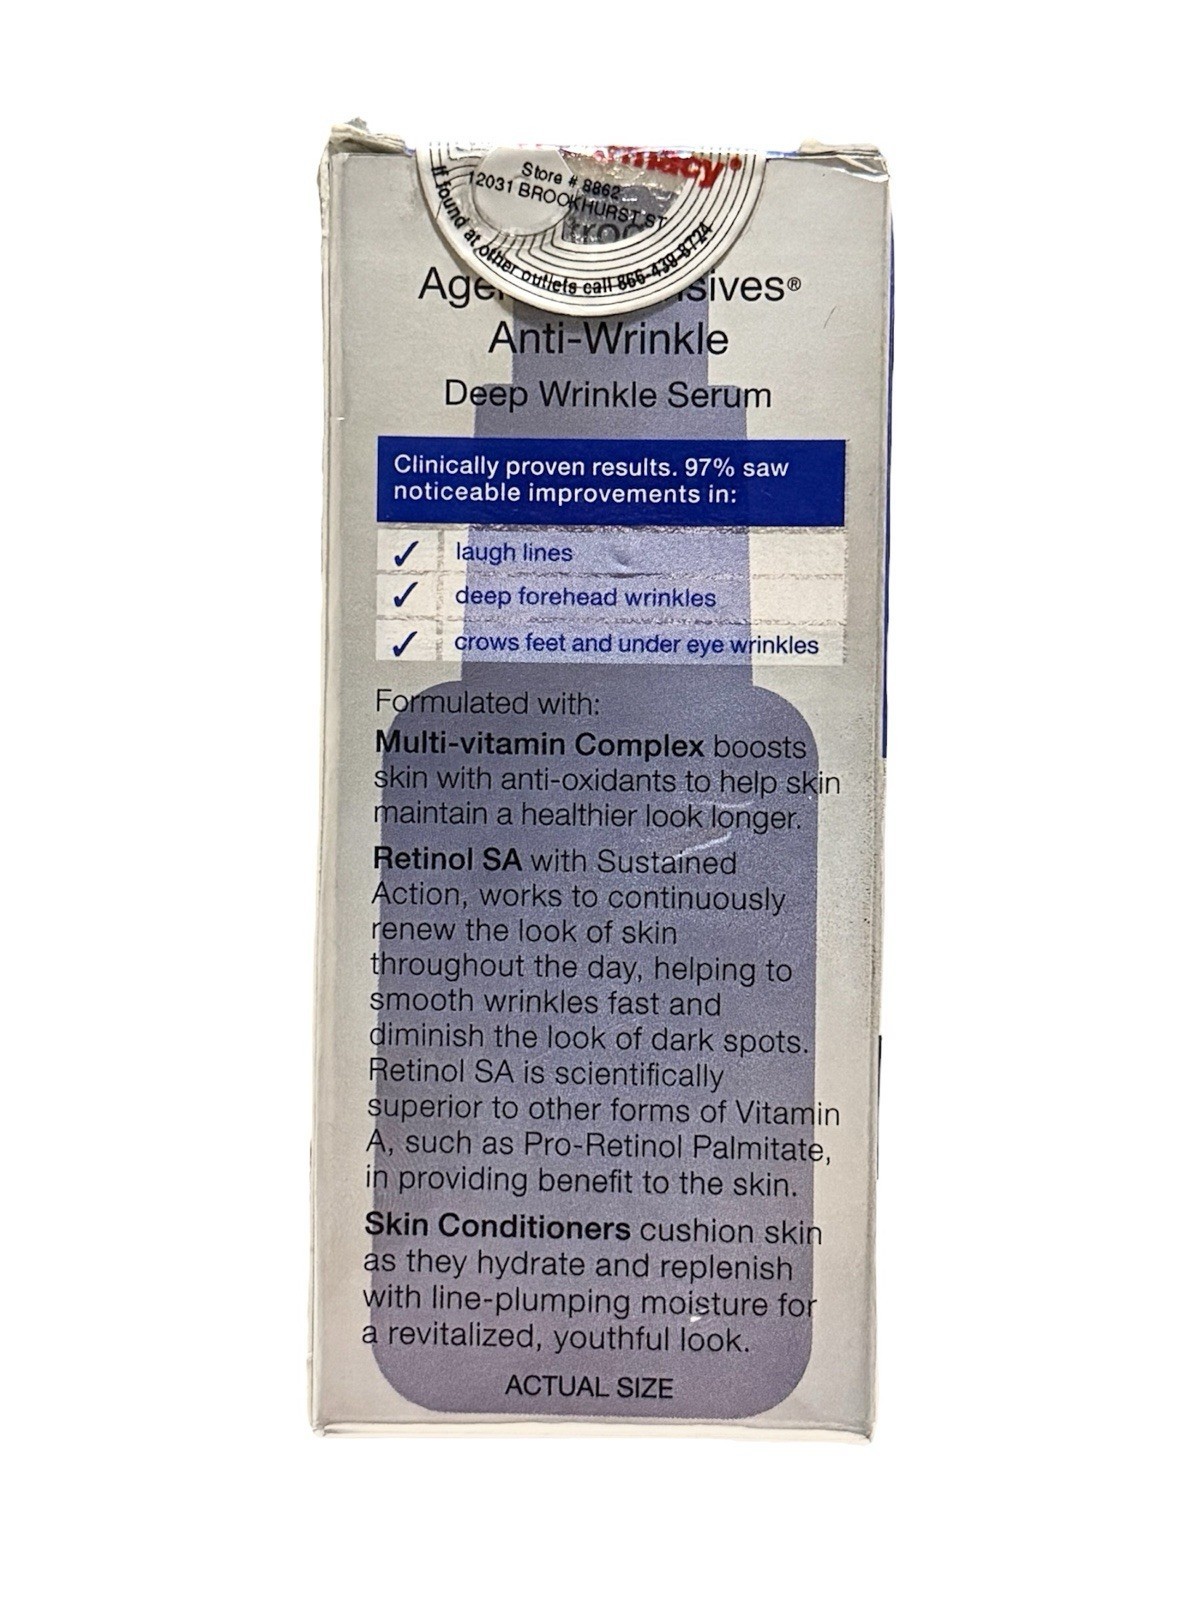 Store # 8862
12031 BROOKHURST ST
If found at other outlets call 866-439-8724
Anti-Wrinkle
Deep Wrinkle Serum
Clinically proven results. 97% saw
noticeable improvements in:
✓ laugh lines
✓ deep forehead wrinkles
✓ crows feet and under eye wrinkles
Formulated with:
Multi-vitamin Complex boosts
skin with anti-oxidants to help skin
maintain a healthier look longer.
Retinol SA with Sustained
Action, works to continuously
renew the look of skin
throughout the day, helping to
smooth wrinkles fast and
diminish the look of dark spots.
Retinol SA is scientifically
superior to other forms of Vitamin
A, such as Pro-Retinol Palmitate,
in providing benefit to the skin.
Skin Conditioners cushion skin
as they hydrate and replenish
with line-plumping moisture for
a revitalized, youthful look.
ACTUAL SIZE